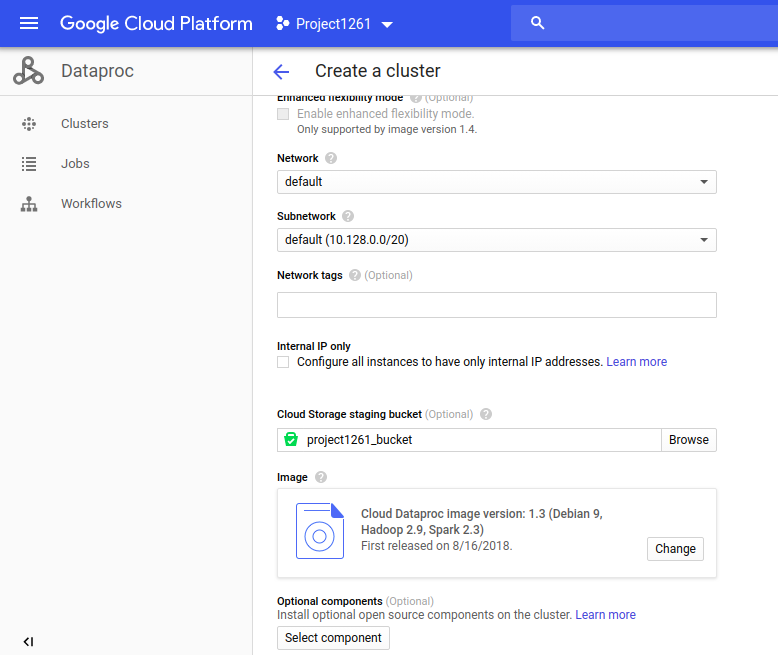 Google Cloud Platform
Project1261
Dataproc
Create a cluster
Clusters
Jobs
Workflows
Enhanced flexibility mode ? (Optional)
Enable enhanced flexibility mode.
Only supported by image version 1.4.
Network ?
default
Subnetwork ?
default (10.128.0.0/20)
Network tags ? (Optional)
Internal IP only
Configure all instances to have only internal IP addresses. Learn more
Cloud Storage staging bucket (Optional) ?
project1261_bucket
Browse
Image ?
Cloud Dataproc image version: 1.3 (Debian 9,
Hadoop 2.9, Spark 2.3)
First released on 8/16/2018.
Change
Optional components (Optional)
Install optional open source components on the cluster. Learn more
Select component